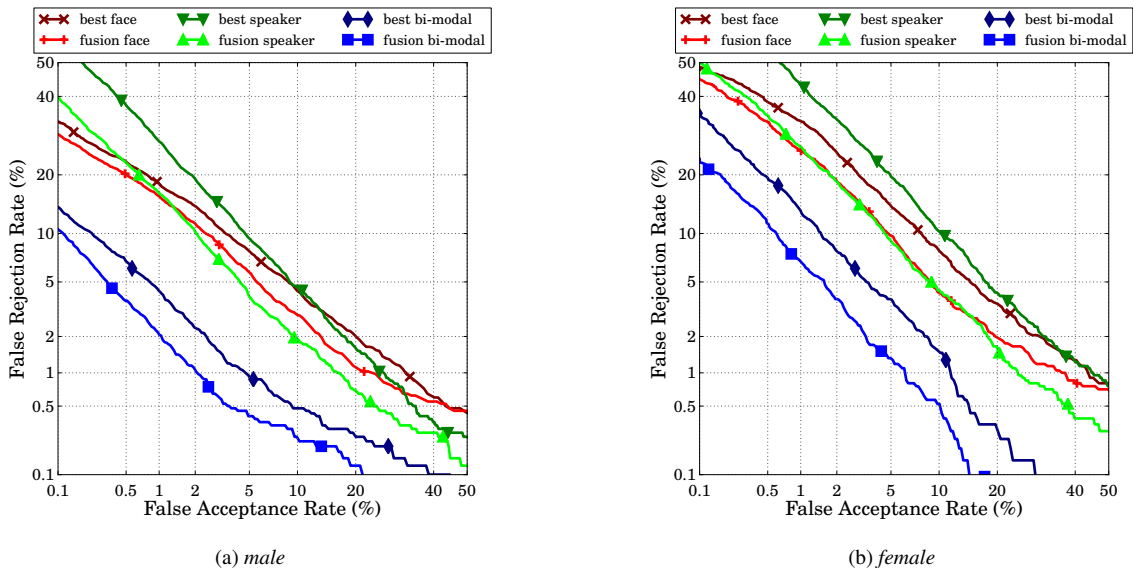 best face best speaker best bi-modal
fusion face fusion speaker fusion bi-modal
50
40
20
10
5
2
1
0.5
0.1
False Rejection Rate (%)
0.1 0.5 1 2 5 10 20 40 50
False Acceptance Rate (%)
(a) male
best face best speaker best bi-modal
fusion face fusion speaker fusion bi-modal
50
40
20
10
5
2
1
0.5
0.1
False Rejection Rate (%)
0.1 0.5 1 2 5 10 20 40 50
False Acceptance Rate (%)
(b) female